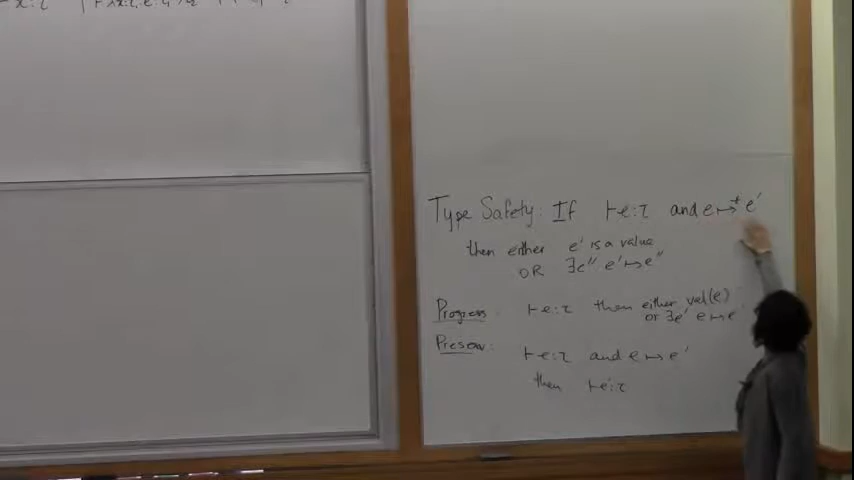 Type Safety: If ⊢e:τ and e↦* e′
then either e′ is a value
OR ∃e″ e′↦e″
Progress: ⊢e:τ then either val(e)
or ∃e′ e↦e′
Preserv: ⊢e:τ and e↦e′
then ⊢e′:τ